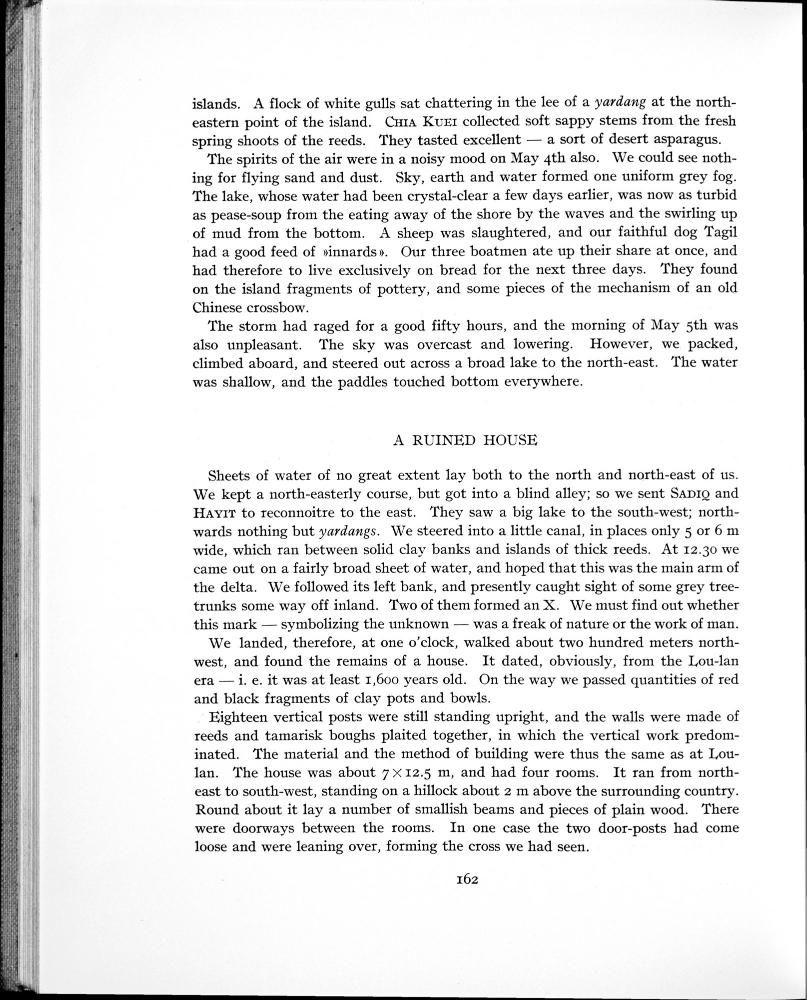 islands. A flock of white gulls sat chattering in the lee of a yardang at the north-
eastern point of the island. CHIA KUEI collected soft sappy stems from the fresh
spring shoots of the reeds. They tasted excellent — a sort of desert asparagus.
The spirits of the air were in a noisy mood on May 4th also. We could see noth-
ing for flying sand and dust. Sky, earth and water formed one uniform grey fog.
The lake, whose water had been crystal-clear a few days earlier, was now as turbid
as pease-soup from the eating away of the shore by the waves and the swirling up
of mud from the bottom. A sheep was slaughtered, and our faithful dog Tagil
had a good feed of »innards». Our three boatmen ate up their share at once, and
had therefore to live exclusively on bread for the next three days. They found
on the island fragments of pottery, and some pieces of the mechanism of an old
Chinese crossbow.
The storm had raged for a good fifty hours, and the morning of May 5th was
also unpleasant. The sky was overcast and lowering. However, we packed,
climbed aboard, and steered out across a broad lake to the north-east. The water
was shallow, and the paddles touched bottom everywhere.
A RUINED HOUSE
Sheets of water of no great extent lay both to the north and north-east of us.
We kept a north-easterly course, but got into a blind alley; so we sent SADIQ and
HAYIT to reconnoitre to the east. They saw a big lake to the south-west; north-
wards nothing but yardangs. We steered into a little canal, in places only 5 or 6 m
wide, which ran between solid clay banks and islands of thick reeds. At 12.30 we
came out on a fairly broad sheet of water, and hoped that this was the main arm of
the delta. We followed its left bank, and presently caught sight of some grey tree-
trunks some way off inland. Two of them formed an X. We must find out whether
this mark — symbolizing the unknown — was a freak of nature or the work of man.
We landed, therefore, at one o'clock, walked about two hundred meters north-
west, and found the remains of a house. It dated, obviously, from the Lou-lan
era — i. e. it was at least 1,600 years old. On the way we passed quantities of red
and black fragments of clay pots and bowls.
Eighteen vertical posts were still standing upright, and the walls were made of
reeds and tamarisk boughs plaited together, in which the vertical work predom-
inated. The material and the method of building were thus the same as at Lou-
lan. The house was about 7×12.5 m, and had four rooms. It ran from north-
east to south-west, standing on a hillock about 2 m above the surrounding country.
Round about it lay a number of smallish beams and pieces of plain wood. There
were doorways between the rooms. In one case the two door-posts had come
loose and were leaning over, forming the cross we had seen.
162